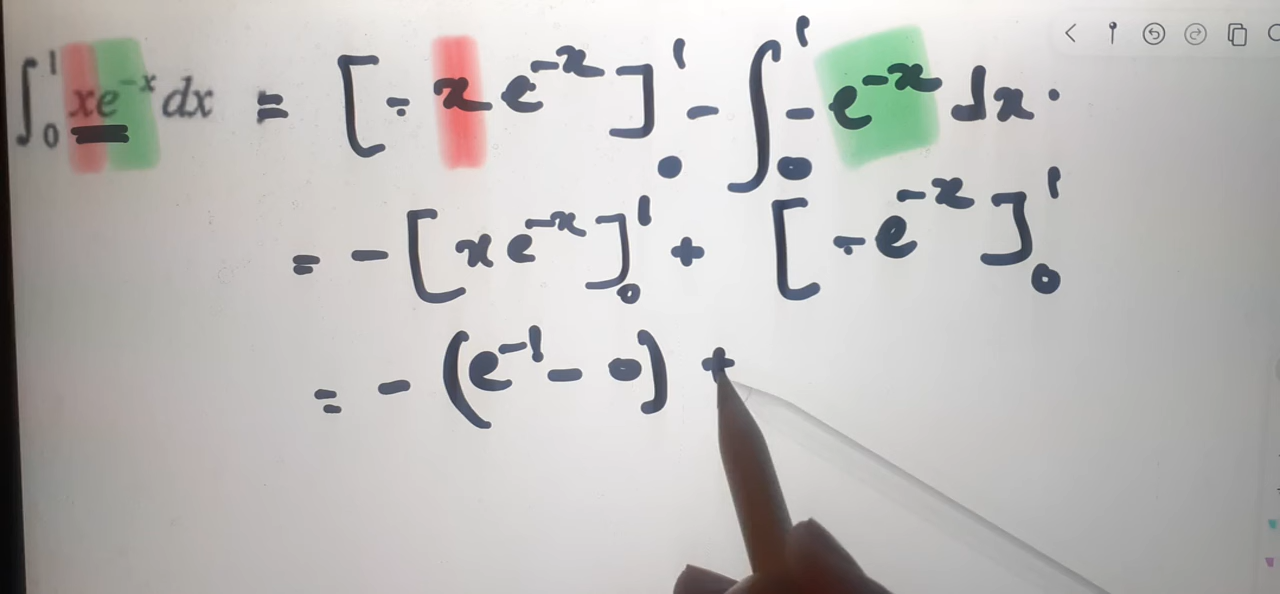 ∫₀¹ xe⁻ˣ dx = [- xe⁻ˣ]₀¹ - ∫₀¹ - e⁻ˣ dx.
= - [xe⁻ˣ]₀¹ + [- e⁻ˣ]₀¹
= - (e⁻¹ - 0) +